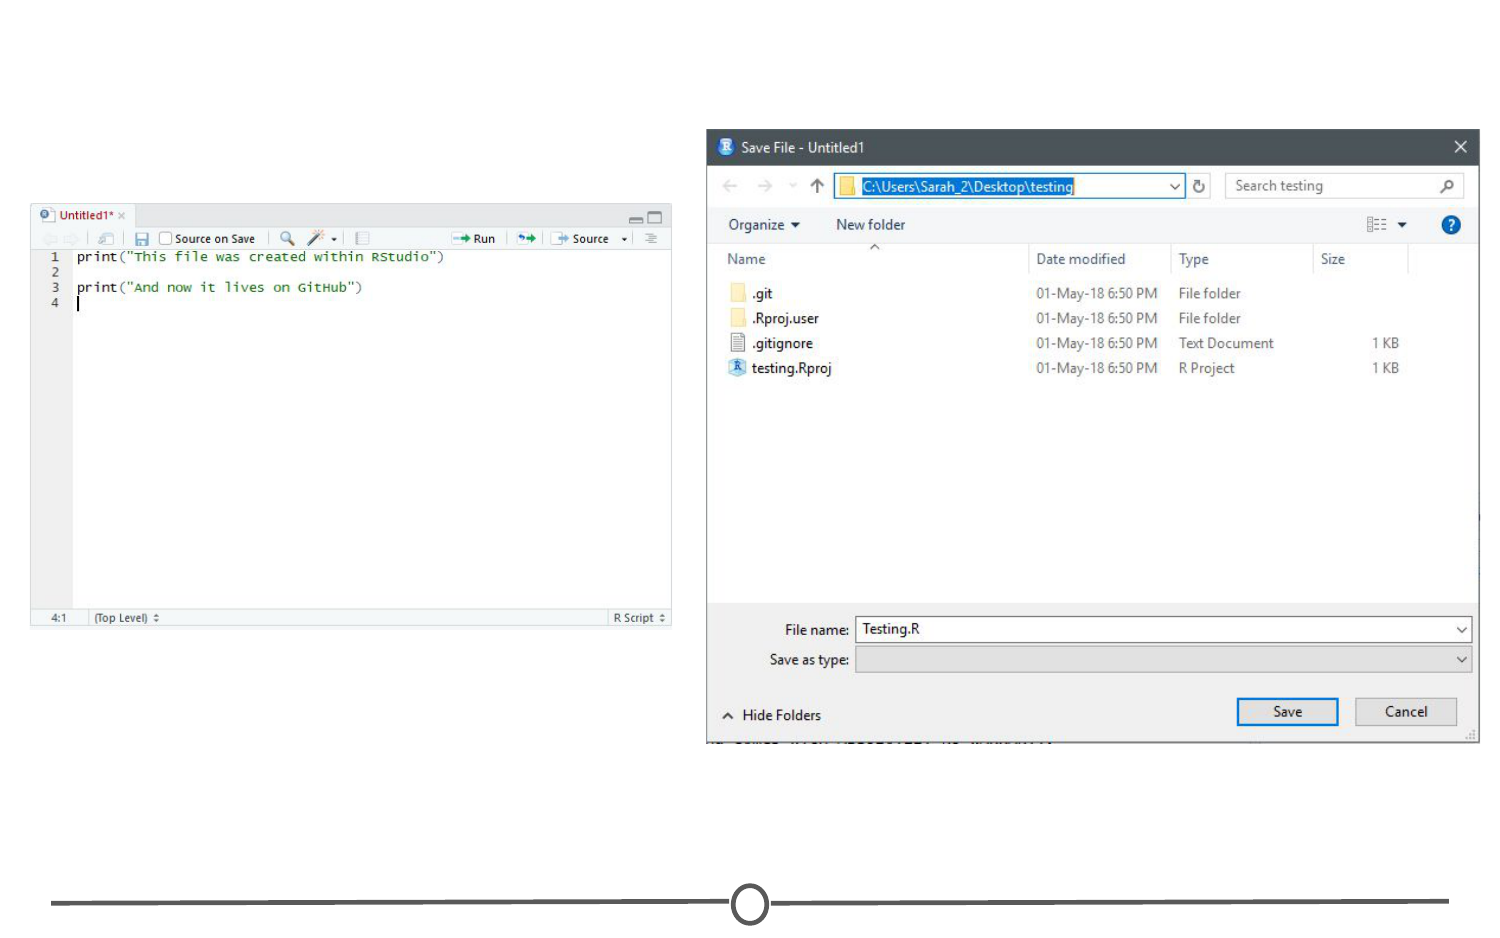 Untitled1*
Source on Save
Run
Source
1 print("This file was created within RStudio")
2
3 print("And now it lives on GitHub")
4
4:1 (Top Level) R Script
Save File - Untitled1
C:\Users\Sarah_2\Desktop\testing
Search testing
Organize New folder
Name Date modified Type Size
.git 01-May-18 6:50 PM File folder
.Rproj.user 01-May-18 6:50 PM File folder
.gitignore 01-May-18 6:50 PM Text Document 1 KB
testing.Rproj 01-May-18 6:50 PM R Project 1 KB
File name: Testing.R
Save as type:
Hide Folders Save Cancel